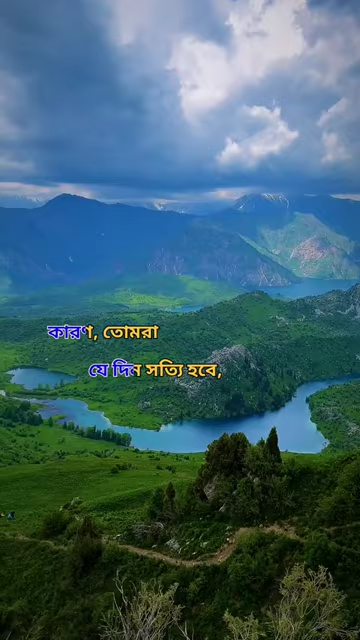 কারণ, তোমরা
যে দিন সত্যি হবে,